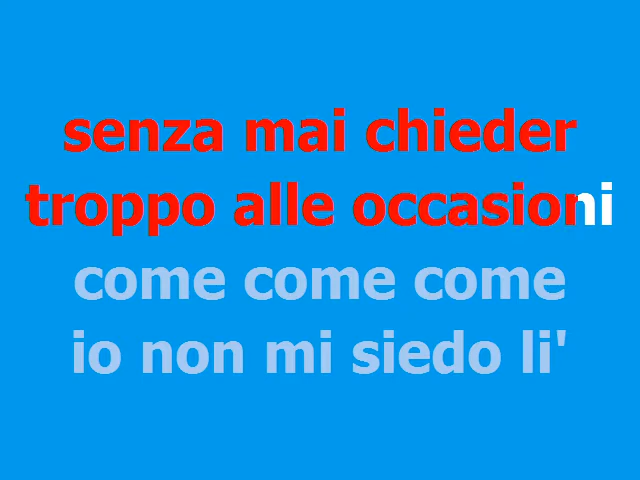 senza mai chieder
troppo alle occasioni
come come come
io non mi siedo li'